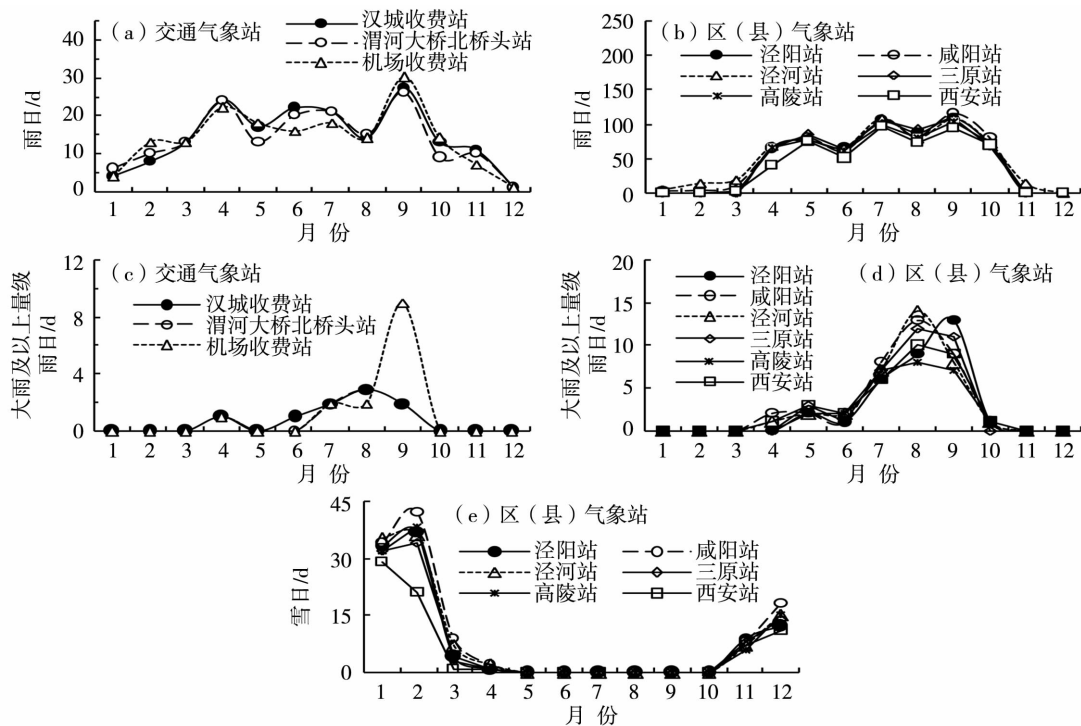 (a)交通气象站
汉城收费站
渭河大桥北桥头站
机场收费站
雨日/d
40
30
20
10
0
1 2 3 4 5 6 7 8 9 10 11 12
月 份
(b)区(县)气象站
泾阳站 咸阳站
泾河站 三原站
高陵站 西安站
雨日/d
250
200
150
100
50
0
1 2 3 4 5 6 7 8 9 10 11 12
月 份
(c)交通气象站
汉城收费站
渭河大桥北桥头站
机场收费站
大雨及以上量级
雨日/d
12
8
4
0
1 2 3 4 5 6 7 8 9 10 11 12
月 份
(d)区(县)气象站
泾阳站
咸阳站
泾河站
三原站
高陵站
西安站
大雨及以上量级
雨日/d
20
15
10
5
0
1 2 3 4 5 6 7 8 9 10 11 12
月 份
(e)区(县)气象站
泾阳站 咸阳站
泾河站 三原站
高陵站 西安站
雪日/d
45
30
15
0
1 2 3 4 5 6 7 8 9 10 11 12
月 份